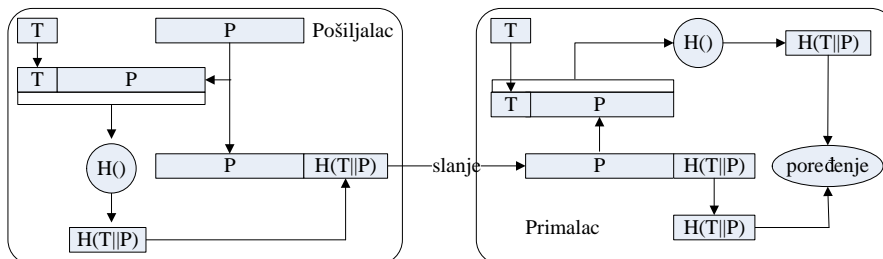 T
P
Pošiljalac
T
P
H()
P
H(T||P)
H(T||P)
slanje
T
H()
H(T||P)
T
P
P
H(T||P)
poređenje
Primalac
H(T||P)